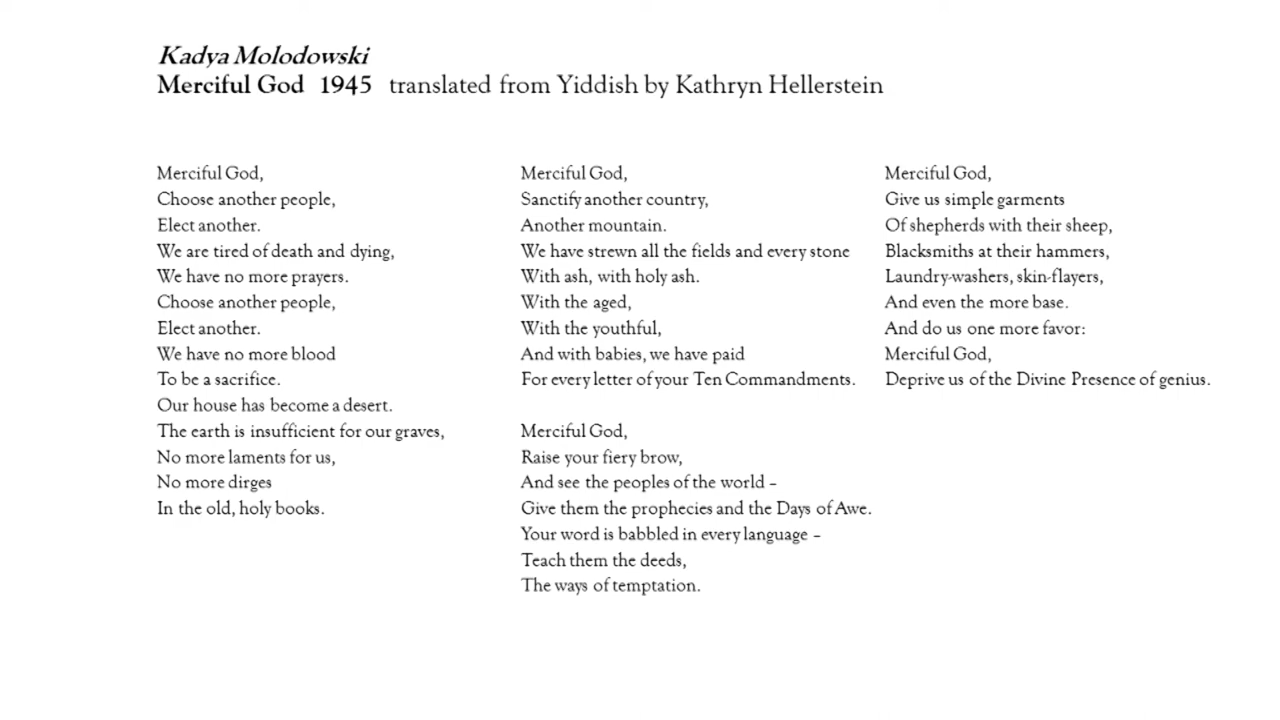 Kadya Molodowski
Merciful God 1945 translated from Yiddish by Kathryn Hellerstein
Merciful God,
Choose another people,
Elect another.
We are tired of death and dying,
We have no more prayers.
Choose another people,
Elect another.
We have no more blood
To be a sacrifice.
Our house has become a desert.
The earth is insufficient for our graves,
No more laments for us,
No more dirges
In the old, holy books.
Merciful God,
Sanctify another country,
Another mountain.
We have strewn all the fields and every stone
With ash, with holy ash.
With the aged,
With the youthful,
And with babies, we have paid
For every letter of your Ten Commandments.
Merciful God,
Raise your fiery brow,
And see the peoples of the world –
Give them the prophecies and the Days of Awe.
Your word is babbled in every language –
Teach them the deeds,
The ways of temptation.
Merciful God,
Give us simple garments
Of shepherds with their sheep,
Blacksmiths at their hammers,
Laundry-washers, skin-flayers,
And even the more base.
And do us one more favor:
Merciful God,
Deprive us of the Divine Presence of genius.